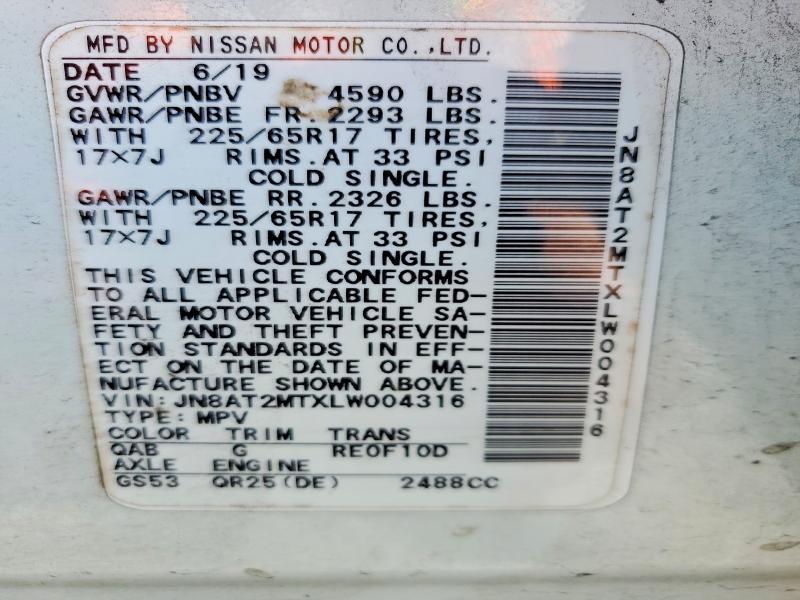 MFD BY NISSAN MOTOR CO.,LTD.
DATE 6/19
GVWR/PNBV 4590 LBS.
GAWR/PNBE FR. 2293 LBS.
WITH 225/65R17 TIRES,
17×7J RIMS.AT 33 PSI
COLD SINGLE.
GAWR/PNBE RR. 2326 LBS.
WITH 225/65R17 TIRES,
17×7J RIMS.AT 33 PSI
COLD SINGLE.
THIS VEHICLE CONFORMS
TO ALL APPLICABLE FED-
ERAL MOTOR VEHICLE SA-
FETY AND THEFT PREVEN-
TION STANDARDS IN EFF-
ECT ON THE DATE OF MA-
NUFACTURE SHOWN ABOVE.
VIN:JN8AT2MTXLW004316
TYPE:MPV
COLOR TRIM TRANS
QAB G RE0F10D
AXLE ENGINE
GS53 QR25(DE) 2488CC
JN8AT2MTXLW004316